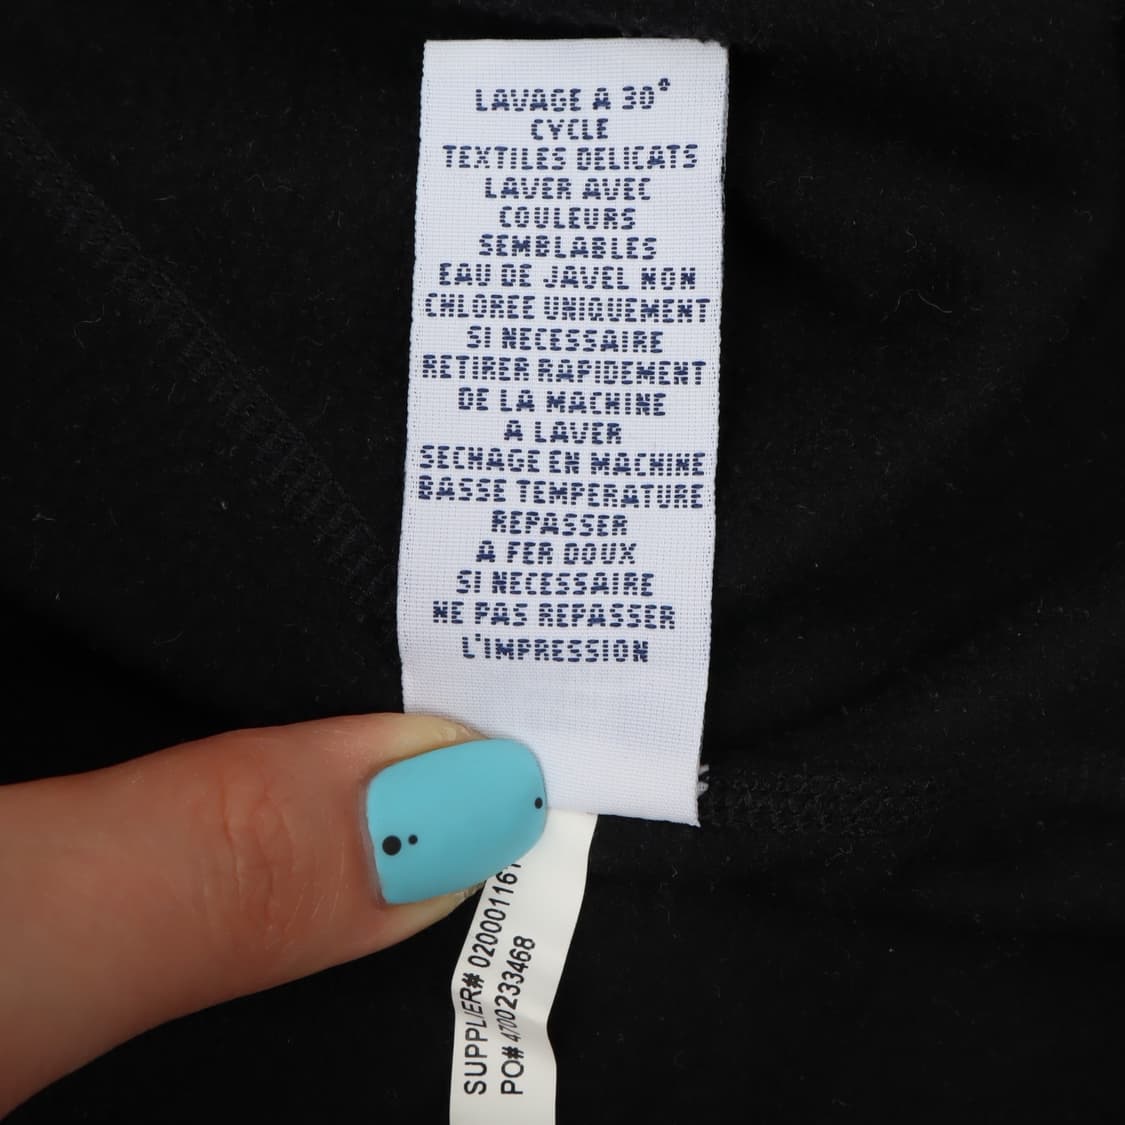 LAVAGE A 30°
CYCLE
TEXTILES DELICATS
LAVER AVEC
COULEURS
SEMBLABLES
EAU DE JAVEL NON
CHLOREE UNIQUEMENT
SI NECESSAIRE
RETIRER RAPIDEMENT
DE LA MACHINE
A LAVER
SECHAGE EN MACHINE
BASSE TEMPERATURE
REPASSER
A FER DOUX
SI NECESSAIRE
NE PAS REPASSER
L'IMPRESSION
SUPPLIER#
PO# 4700233468